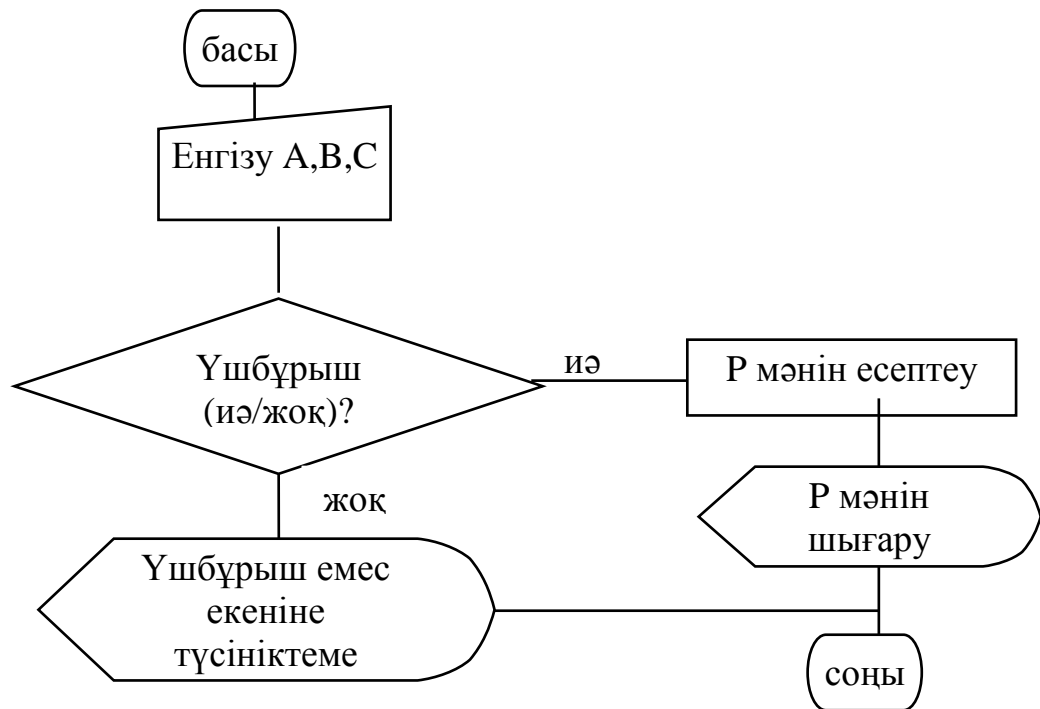 басы
Енгізу A,B,C
Үшбұрыш
(иә/жоқ)?
иә
P мәнін есептеу
жоқ
P мәнін
шығару
Үшбұрыш емес
екеніне
түсініктеме
соңы